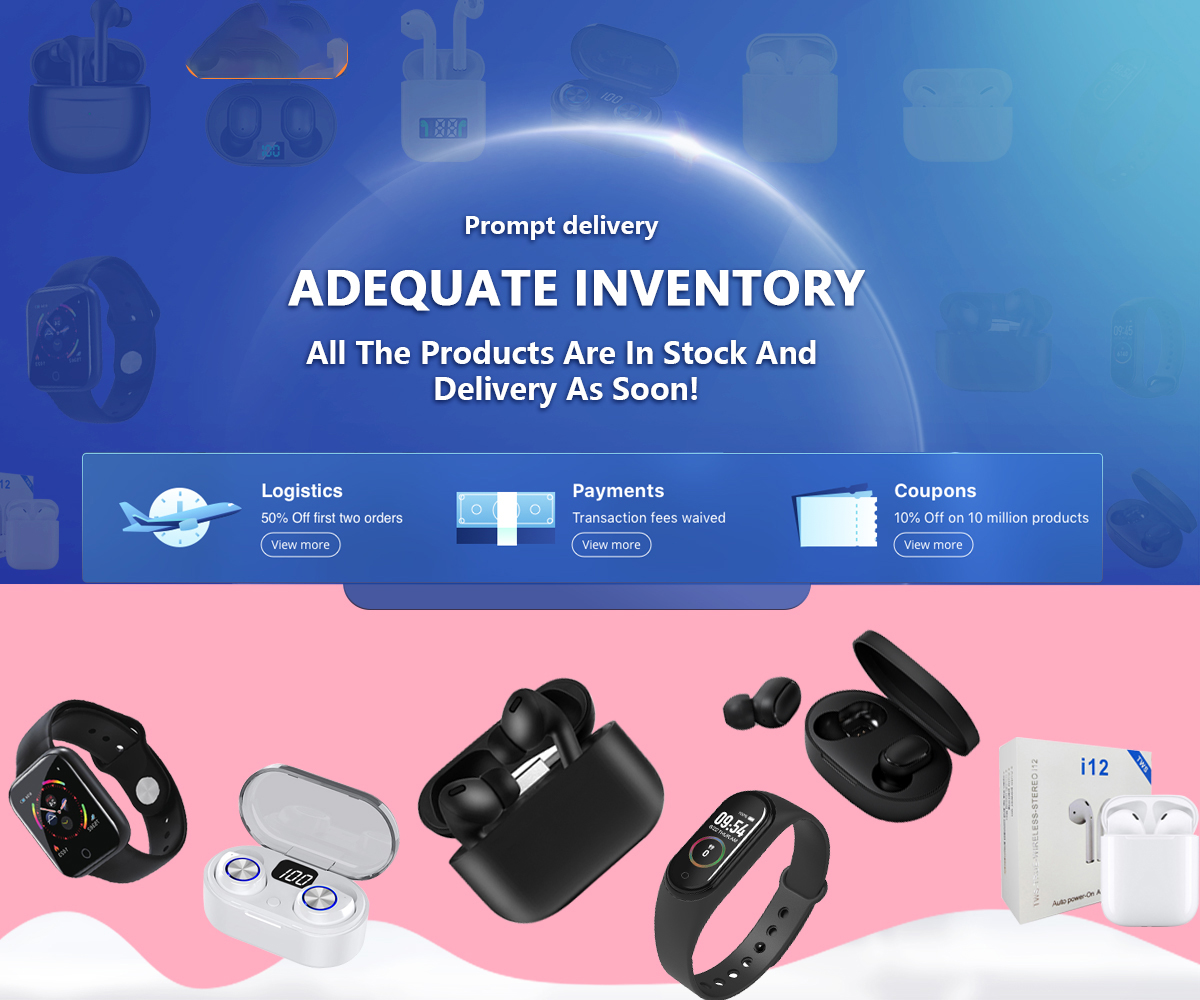 Prompt delivery
ADEQUATE INVENTORY
All The Products Are In Stock And
Delivery As Soon!
Logistics
50% Off first two orders
View more
Payments
Transaction fees waived
View more
Coupons
10% Off on 10 million products
View more
100
09:54
i12
TWS
WIRELESS-STEREO i12
Auto power-On